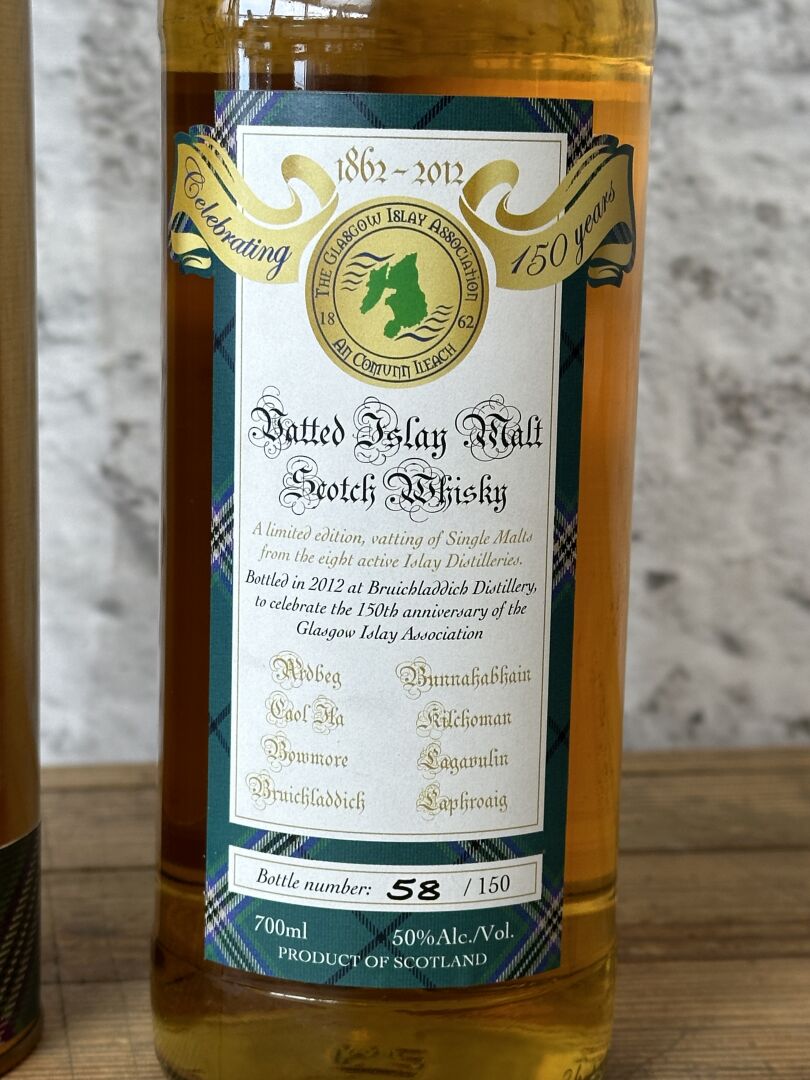 1862 - 2012
Celebrating
150 years
THE GLASGOW ISLAY ASSOCIATION
18 62
AN COMUNN ILEACH
Vatted Islay Malt
Scotch Whisky
A limited edition, vatting of Single Malts
from the eight active Islay Distilleries.
Bottled in 2012 at Bruichladdich Distillery,
to celebrate the 150th anniversary of the
Glasgow Islay Association
Ardbeg Bunnahabhain
Caol Ila Kilchoman
Bowmore Lagavulin
Bruichladdich Laphroaig
Bottle number: 58 / 150
700ml 50%Alc./Vol.
PRODUCT OF SCOTLAND